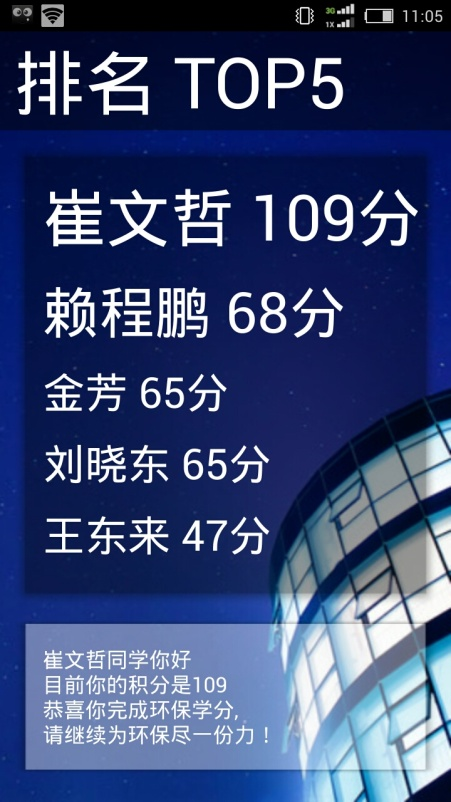 3G
1X
11:05
排名 TOP5
崔文哲 109分
赖程鹏 68分
金芳 65分
刘晓东 65分
王东来 47分
崔文哲同学你好
目前你的积分是109
恭喜你完成环保学分,
请继续为环保尽一份力！